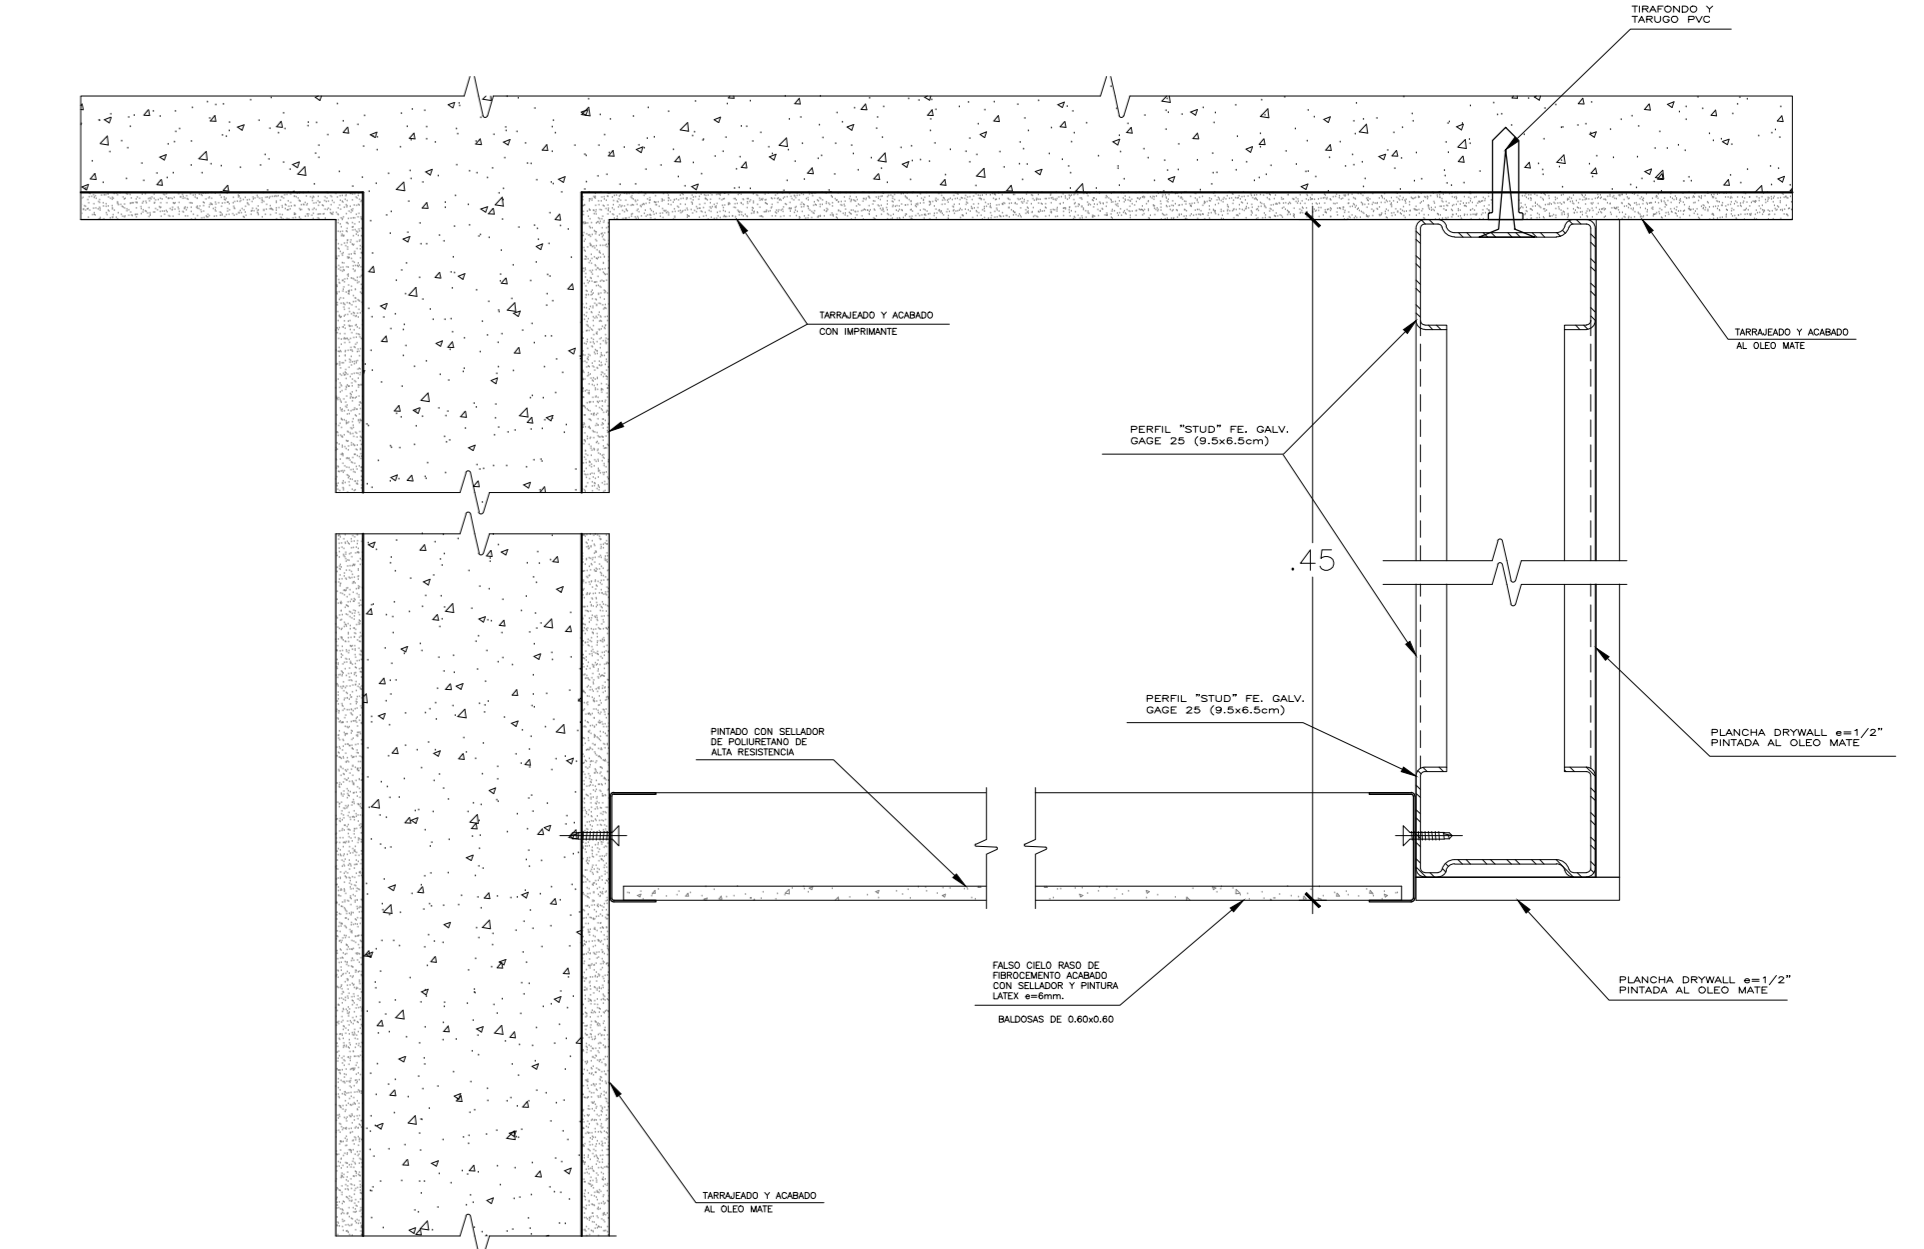 TIRAFONDO Y
TARUGO PVC
TARRAJEADO Y ACABADO
CON IMPRIMANTE
TARRAJEADO Y ACABADO
AL OLEO MATE
PERFIL "STUD" FE. GALV.
GAGE 25 (9.5x6.5cm)
.45
PERFIL "STUD" FE. GALV.
GAGE 25 (9.5x6.5cm)
PINTADO CON SELLADOR
DE POLIURETANO DE
ALTA RESISTENCIA
PLANCHA DRYWALL e=1/2"
PINTADA AL OLEO MATE
FALSO CIELO RASO DE
FIBROCEMENTO ACABADO
CON SELLADOR Y PINTURA
LATEX e=6mm.
BALDOSAS DE 0.60x0.60
PLANCHA DRYWALL e=1/2"
PINTADA AL OLEO MATE
TARRAJEADO Y ACABADO
AL OLEO MATE